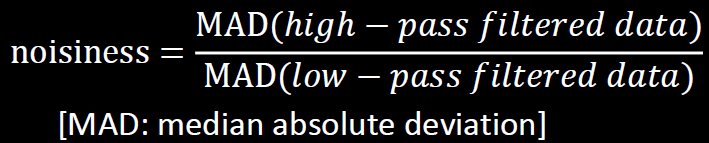 noisiness = MAD(high − pass filtered data) / MAD(low − pass filtered data)
[MAD: median absolute deviation]